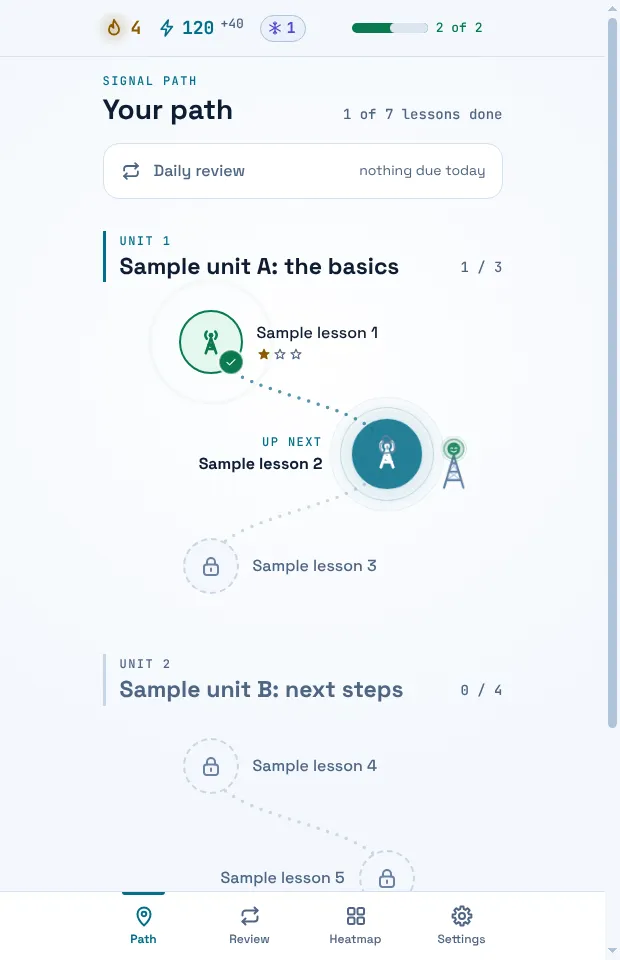 4 120 +40 1 2 of 2
SIGNAL PATH
Your path 1 of 7 lessons done
Daily review nothing due today
UNIT 1
Sample unit A: the basics 1 / 3
Sample lesson 1
UP NEXT
Sample lesson 2
Sample lesson 3
UNIT 2
Sample unit B: next steps 0 / 4
Sample lesson 4
Sample lesson 5
Path Review Heatmap Settings